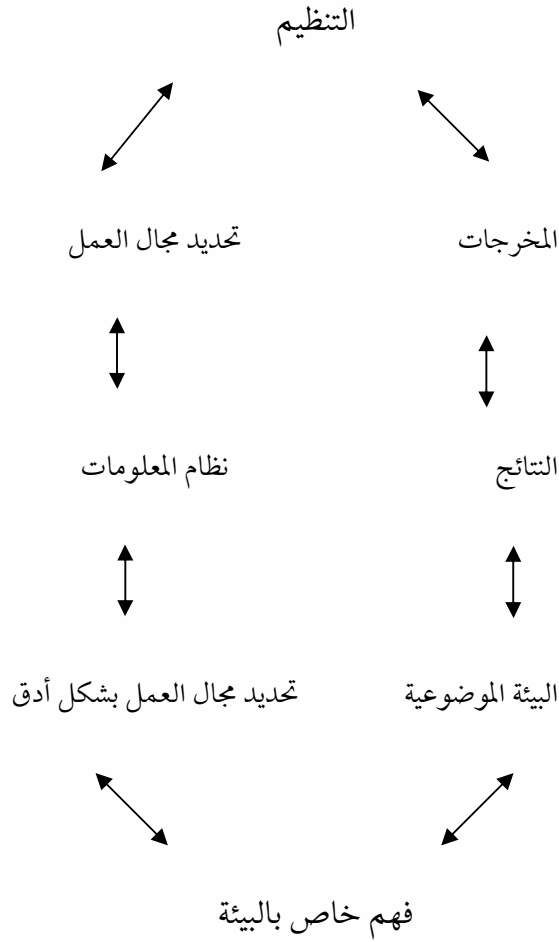 التنظيم
المخرجات
تحديد مجال العمل
النتائج
نظام المعلومات
البيئة الموضوعية
تحديد مجال العمل بشكل أدق
فهم خاص بالبيئة